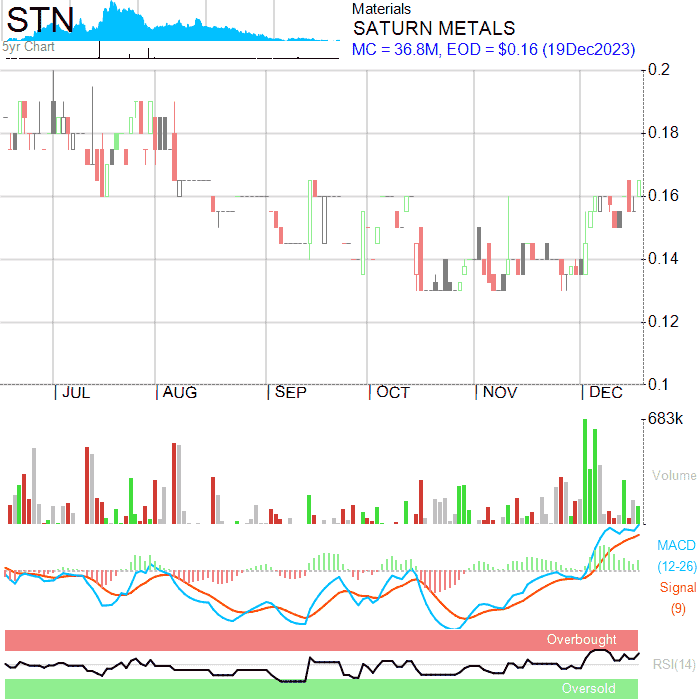 STN
5yr Chart
Materials
SATURN METALS
MC = 36.8M, EOD = $0.16 (19Dec2023)
0.2
0.18
0.16
0.14
0.12
0.1
JUL AUG SEP OCT NOV DEC
683k
Volume
MACD
(12-26)
Signal
(9)
Overbought
RSI(14)
Oversold